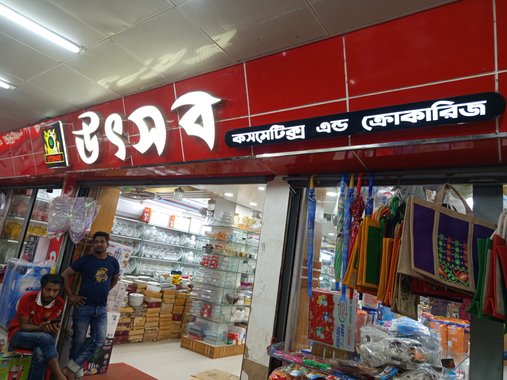 উৎসব
কসমেটিক্স এন্ড ক্রোকারিজ